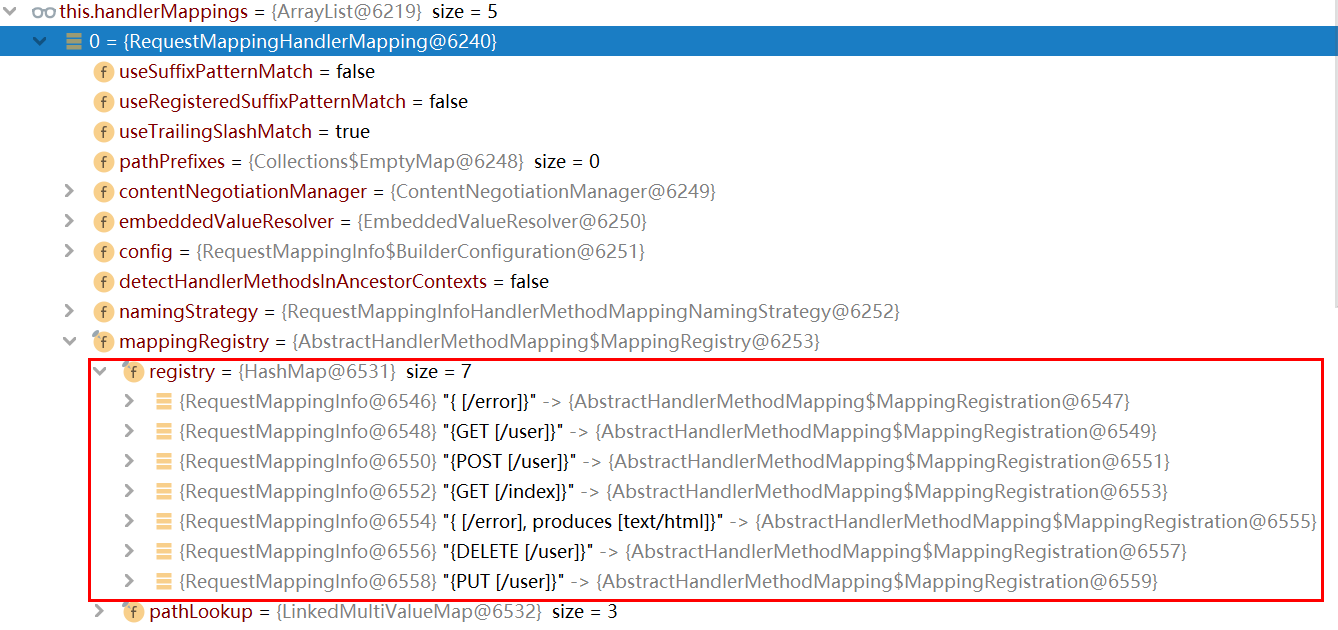 this.handlerMappings = {ArrayList@6219} size = 5
0 = {RequestMappingHandlerMapping@6240}
f useSuffixPatternMatch = false
f useRegisteredSuffixPatternMatch = false
f useTrailingSlashMatch = true
f pathPrefixes = {Collections$EmptyMap@6248} size = 0
f contentNegotiationManager = {ContentNegotiationManager@6249}
f embeddedValueResolver = {EmbeddedValueResolver@6250}
f config = {RequestMappingInfo$BuilderConfiguration@6251}
f detectHandlerMethodsInAncestorContexts = false
f namingStrategy = {RequestMappingInfoHandlerMethodMappingNamingStrategy@6252}
f mappingRegistry = {AbstractHandlerMethodMapping$MappingRegistry@6253}
f registry = {HashMap@6531} size = 7
{RequestMappingInfo@6546} "{ [/error]}" -> {AbstractHandlerMethodMapping$MappingRegistration@6547}
{RequestMappingInfo@6548} "{GET [/user]}" -> {AbstractHandlerMethodMapping$MappingRegistration@6549}
{RequestMappingInfo@6550} "{POST [/user]}" -> {AbstractHandlerMethodMapping$MappingRegistration@6551}
{RequestMappingInfo@6552} "{GET [/index]}" -> {AbstractHandlerMethodMapping$MappingRegistration@6553}
{RequestMappingInfo@6554} "{ [/error], produces [text/html]}" -> {AbstractHandlerMethodMapping$MappingRegistration@6555}
{RequestMappingInfo@6556} "{DELETE [/user]}" -> {AbstractHandlerMethodMapping$MappingRegistration@6557}
{RequestMappingInfo@6558} "{PUT [/user]}" -> {AbstractHandlerMethodMapping$MappingRegistration@6559}
f pathLookup = {LinkedMultiValueMap@6532} size = 3